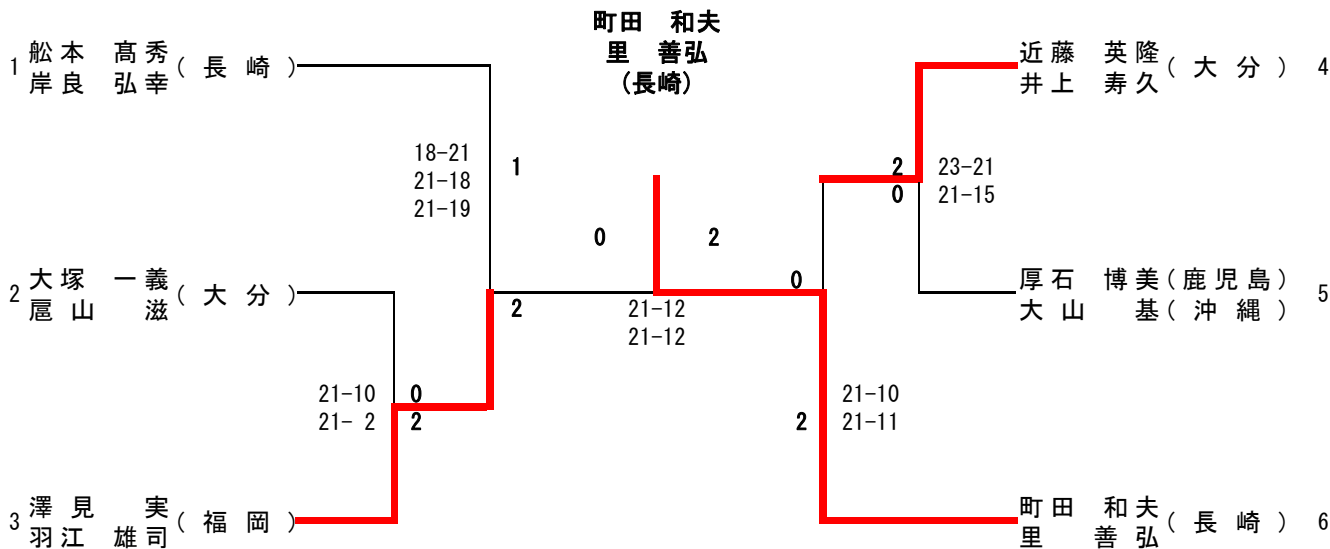 町田　和夫
里　善弘
(長崎)
1 舩本　髙秀 (長崎)
岸良　弘幸
近藤　英隆 (大分) 4
井上　寿久
18-21 1
21-18
21-19
2 23-21
0 21-15
0 2
2 大塚　一義 (大分)
扈山　滋
厚石　博美 (鹿児島) 5
大山　基 (沖縄)
0
2 21-12
21-12
21-10 0
21- 2 2
21-10
2 21-11
3 澤見　実 (福岡)
羽江　雄司
町田　和夫 (長崎) 6
里　善弘